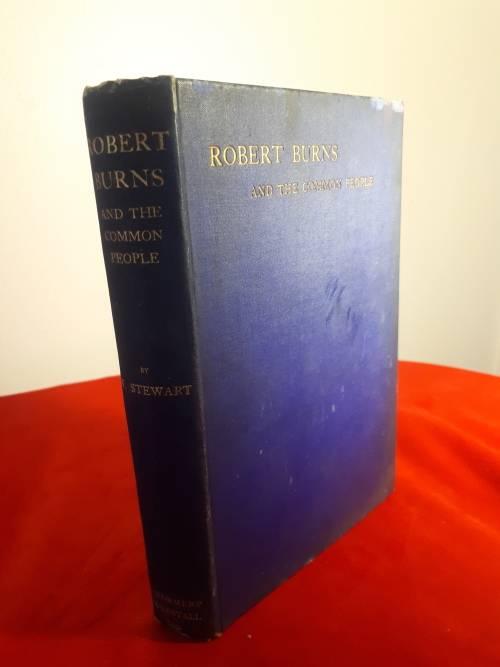 ROBERT
BURNS
AND THE
COMMON
PEOPLE
BY
STEWART
ROBERT BURNS
AND THE COMMON PEOPLE